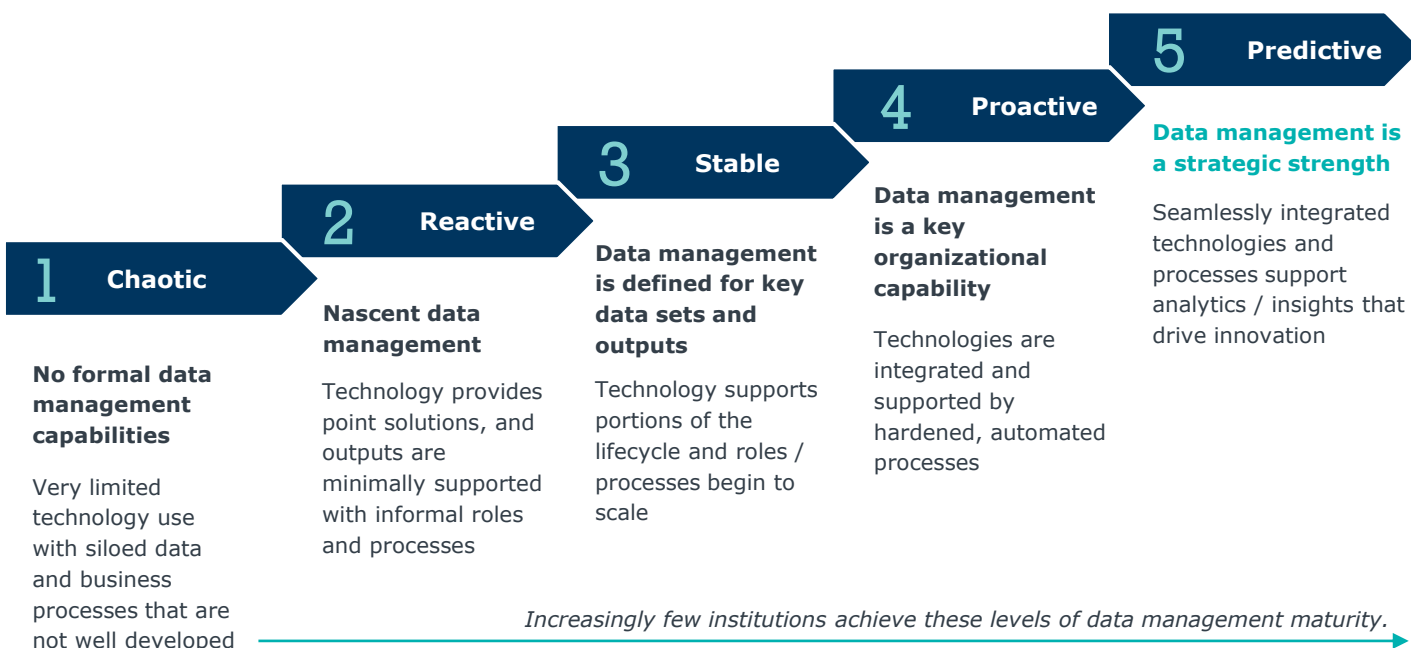 1 Chaotic
No formal data
management
capabilities
Very limited
technology use
with siloed data
and business
processes that are
not well developed
2 Reactive
Nascent data
management
Technology provides
point solutions, and
outputs are
minimally supported
with informal roles
and processes
3 Stable
Data management
is defined for key
data sets and
outputs
Technology supports
portions of the
lifecycle and roles /
processes begin to
scale
4 Proactive
Data management
is a key
organizational
capability
Technologies are
integrated and
supported by
hardened, automated
processes
5 Predictive
Data management is
a strategic strength
Seamlessly integrated
technologies and
processes support
analytics / insights that
drive innovation
Increasingly few institutions achieve these levels of data management maturity.